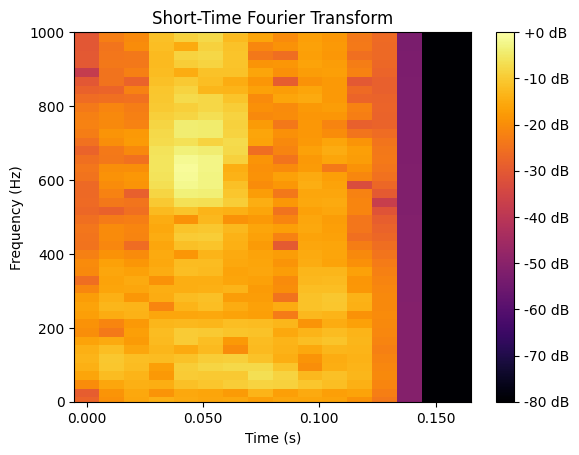 Short-Time Fourier Transform
1000
800
600
400
200
0
Frequency (Hz)
0.000
0.050
0.100
0.150
Time (s)
+0 dB
-10 dB
-20 dB
-30 dB
-40 dB
-50 dB
-60 dB
-70 dB
-80 dB